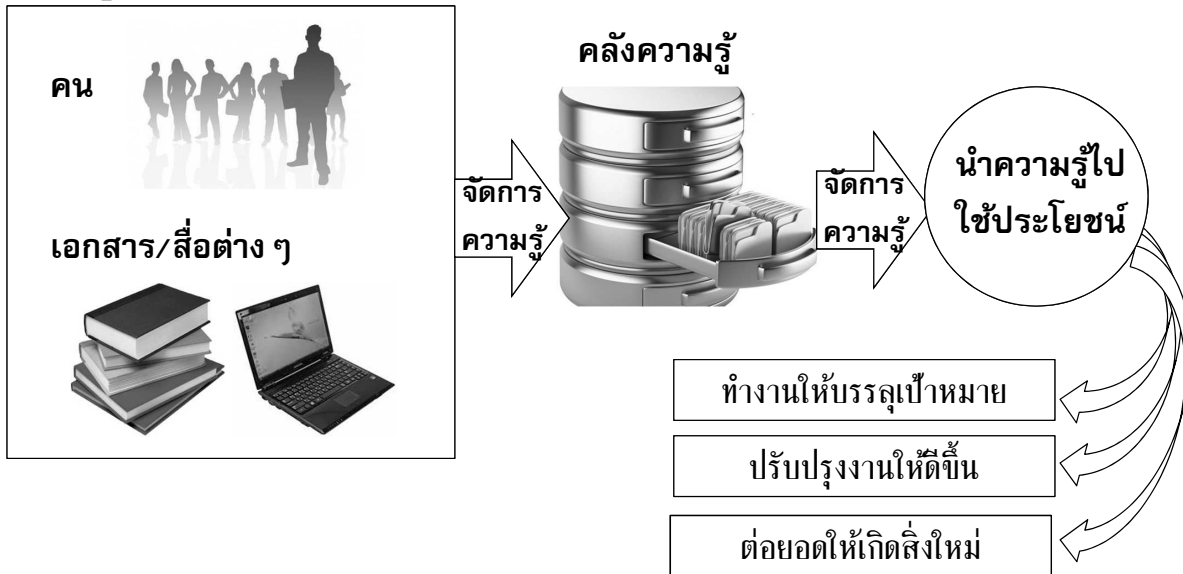 คน
เอกสาร/สื่อต่าง ๆ
จัดการ
ความรู้
คลังความรู้
จัดการ
ความรู้
นำความรู้ไป
ใช้ประโยชน์
ทำงานให้บรรลุเป้าหมาย
ปรับปรุงงานให้ดีขึ้น
ต่อยอดให้เกิดสิ่งใหม่